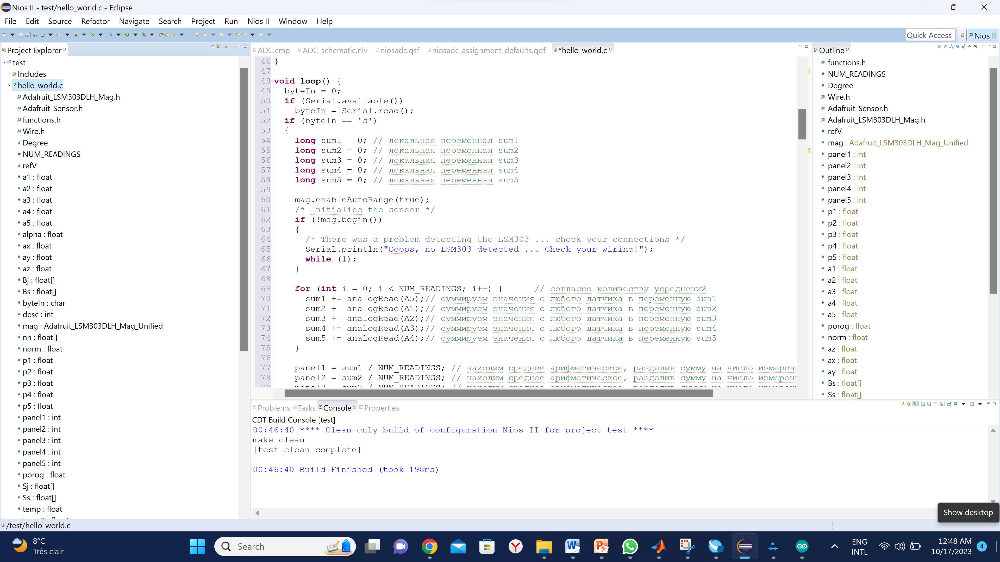 Nios II - test/hello_world.c - Eclipse
File Edit Source Refactor Navigate Search Project Run Nios II Window Help
Quick Access
Nios II
Project Explorer
test
Includes
hello_world.c
Adafruit_LSM303DLH_Mag.h
Adafruit_Sensor.h
functions.h
Wire.h
Degree
NUM_READINGS
refV
a1 : float
a2 : float
a3 : float
a4 : float
a5 : float
alpha : float
ax : float
ay : float
az : float
Bj : float[]
Bs : float[]
byteIn : char
desc : int
mag : Adafruit_LSM303DLH_Mag_Unified
nn : float[]
norm : float
p1 : float
p2 : float
p3 : float
p4 : float
p5 : float
panel1 : int
panel2 : int
panel3 : int
panel4 : int
panel5 : int
porog : float
Sj : float[]
Ss : float[]
temp : float
ADC.cmp ADC_schematic.nlv niosadc.qsf niosadc_assignment_defaults.qdf *hello_world.c
46 }
47
48 void loop() {
49 byteIn = 0;
50 if (Serial.available())
51 byteIn = Serial.read();
52 if (byteIn == 's')
53 {
54 long sum1 = 0; // локальная переменная sum1
55 long sum2 = 0; // локальная переменная sum2
56 long sum3 = 0; // локальная переменная sum3
57 long sum4 = 0; // локальная переменная sum4
58 long sum5 = 0; // локальная переменная sum5
59
60 mag.enableAutoRange(true);
61 /* Initialise the sensor */
62 if (!mag.begin())
63 {
64 /* There was a problem detecting the LSM303 ... check your connections */
65 Serial.println("Ooops, no LSM303 detected ... Check your wiring!");
66 while (1);
67 }
68
69 for (int i = 0; i < NUM_READINGS; i++) { // согласно количеству усреднений
70 sum1 += analogRead(A5);// суммируем значения с любого датчика в переменную sum1
71 sum2 += analogRead(A1);// суммируем значения с любого датчика в переменную sum2
72 sum3 += analogRead(A2);// суммируем значения с любого датчика в переменную sum3
73 sum4 += analogRead(A3);// суммируем значения с любого датчика в переменную sum4
74 sum5 += analogRead(A4);// суммируем значения с любого датчика в переменную sum5
75 }
76
77 panel1 = sum1 / NUM_READINGS; // находим среднее арифметическое, разделив сумму на число
78 panel2 = sum2 / NUM_READINGS; // находим среднее арифметическое, разделив сумму на число
Outline
functions.h
NUM_READINGS
Degree
Wire.h
Adafruit_Sensor.h
Adafruit_LSM303DLH_Mag.h
refV
mag : Adafruit_LSM303DLH_Mag_Unified
panel1 : int
panel2 : int
panel3 : int
panel4 : int
panel5 : int
p1 : float
p2 : float
p3 : float
p4 : float
p5 : float
a1 : float
a2 : float
a3 : float
a4 : float
a5 : float
porog : float
norm : float
az : float
ax : float
ay : float
Bs : float[]
Ss : float[]
Problems Tasks Console Properties
CDT Build Console [test]
00:46:40 **** Clean-only build of configuration Nios II for project test ****
make clean
[test clean complete]
00:46:40 Build Finished (took 198ms)
Show desktop
/test/hello_world.c
8°C
Très clair
Search
ENG
INTL
12:48 AM
10/17/2023
4